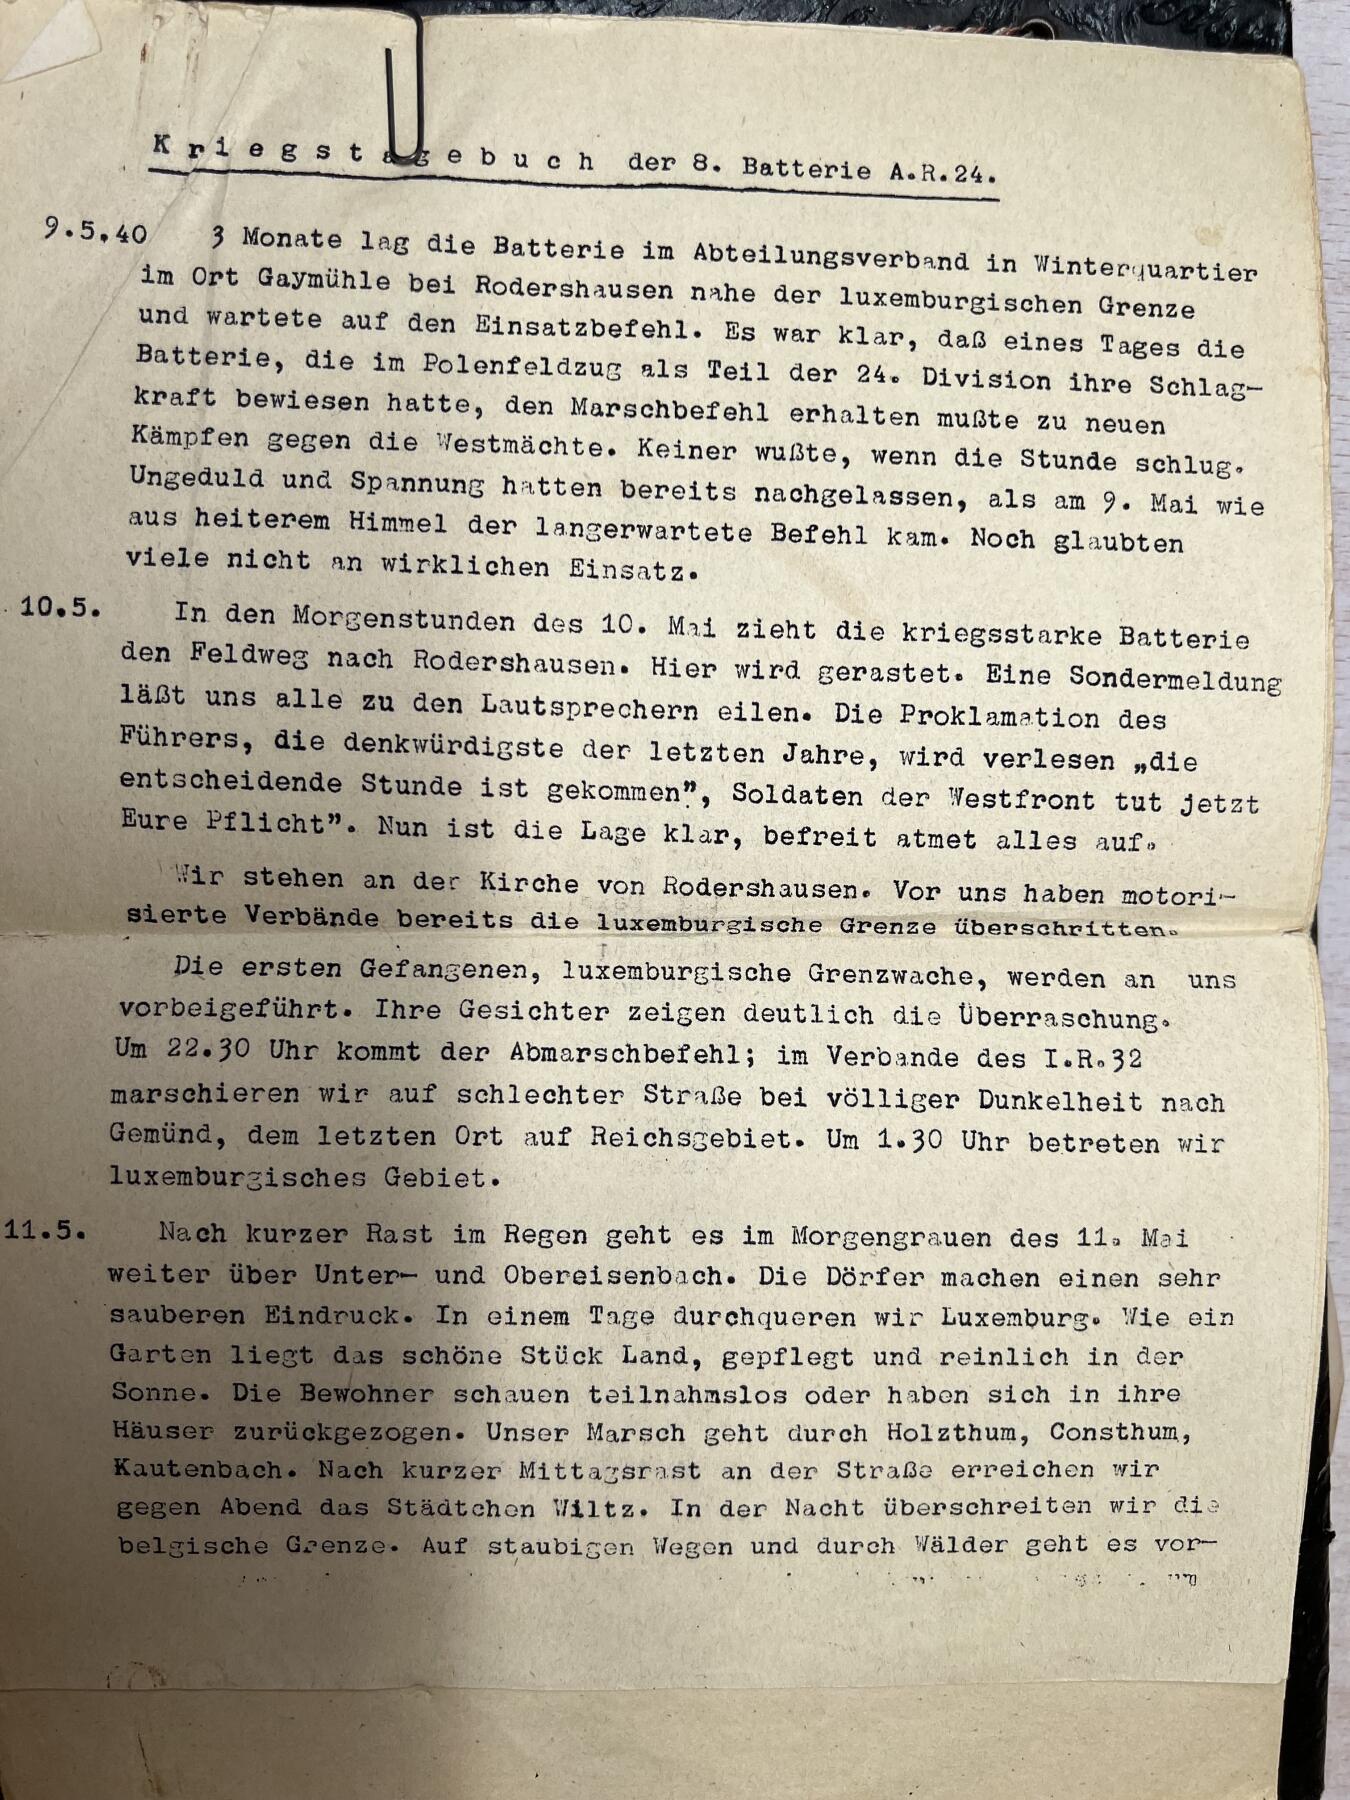 Kriegstagebuch der 8. Batterie A.R.24.
9.5.40 3 Monate lag die Batterie im Abteilungsverband in Winterquartier
im Ort Gaymühle bei Rodershausen nahe der luxemburgischen Grenze
und wartete auf den Einsatzbefehl. Es war klar, daß eines Tages die
Batterie, die im Polenfeldzug als Teil der 24. Division ihre Schlag-
kraft bewiesen hatte, den Marschbefehl erhalten mußte zu neuen
Kämpfen gegen die Westmächte. Keiner wußte, wenn die Stunde schlug.
Ungeduld und Spannung hatten bereits nachgelassen, als am 9. Mai wie
aus heiterem Himmel der langerwartete Befehl kam. Noch glaubten
viele nicht an wirklichen Einsatz.
10.5. In den Morgenstunden des 10. Mai zieht die kriegsstarke Batterie
den Feldweg nach Rodershausen. Hier wird gerastet. Eine Sondermeldung
läßt uns alle zu den Lautsprechern eilen. Die Proklamation des
Führers, die denkwürdigste der letzten Jahre, wird verlesen „die
entscheidende Stunde ist gekommen”, Soldaten der Westfront tut jetzt
Eure Pflicht”. Nun ist die Lage klar, befreit atmet alles auf.
Wir stehen an der Kirche von Rodershausen. Vor uns haben motori-
sierte Verbände bereits die luxemburgische Grenze überschritten.
Die ersten Gefangenen, luxemburgische Grenzwache, werden an uns
vorbeigeführt. Ihre Gesichter zeigen deutlich die Überraschung.
Um 22.30 Uhr kommt der Abmarschbefehl; im Verbande des I.R.32
marschieren wir auf schlechter Straße bei völliger Dunkelheit nach
Gemünd, dem letzten Ort auf Reichsgebiet. Um 1.30 Uhr betreten wir
luxemburgisches Gebiet.
11.5. Nach kurzer Rast im Regen geht es im Morgengrauen des 11. Mai
weiter über Unter- und Obereisenbach. Die Dörfer machen einen sehr
sauberen Eindruck. In einem Tage durchqueren wir Luxemburg. Wie ein
Garten liegt das schöne Stück Land, gepflegt und reinlich in der
Sonne. Die Bewohner schauen teilnahmslos oder haben sich in ihre
Häuser zurückgezogen. Unser Marsch geht durch Holzthum, Consthum,
Kautenbach. Nach kurzer Mittagsrast an der Straße erreichen wir
gegen Abend das Städtchen Wiltz. In der Nacht überschreiten wir die
belgische Grenze. Auf staubigen Wegen und durch Wälder geht es vor-